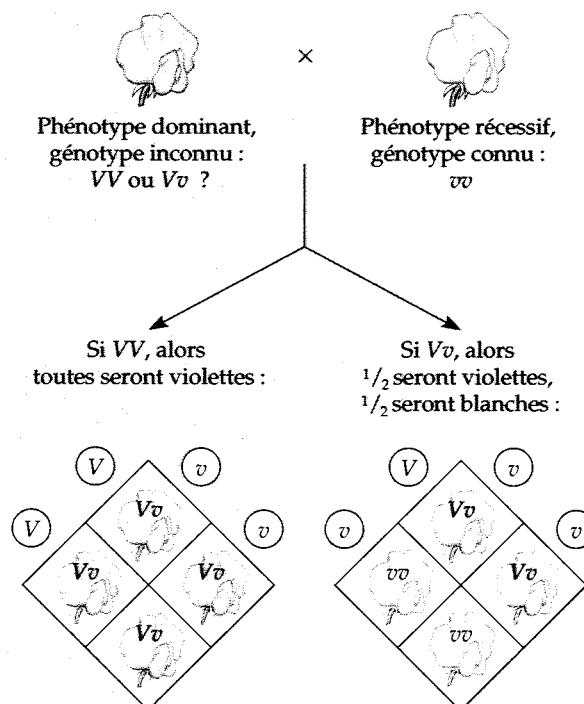 ×
Phénotype dominant,
génotype inconnu :
VV ou Vv ?
Phénotype récessif,
génotype connu :
vv
Si VV, alors
toutes seront violettes :
Si Vv, alors
1/2 seront violettes,
1/2 seront blanches :
V v
V v
Vv
Vv Vv
Vv
V v
v v
Vv
vv Vv
vv